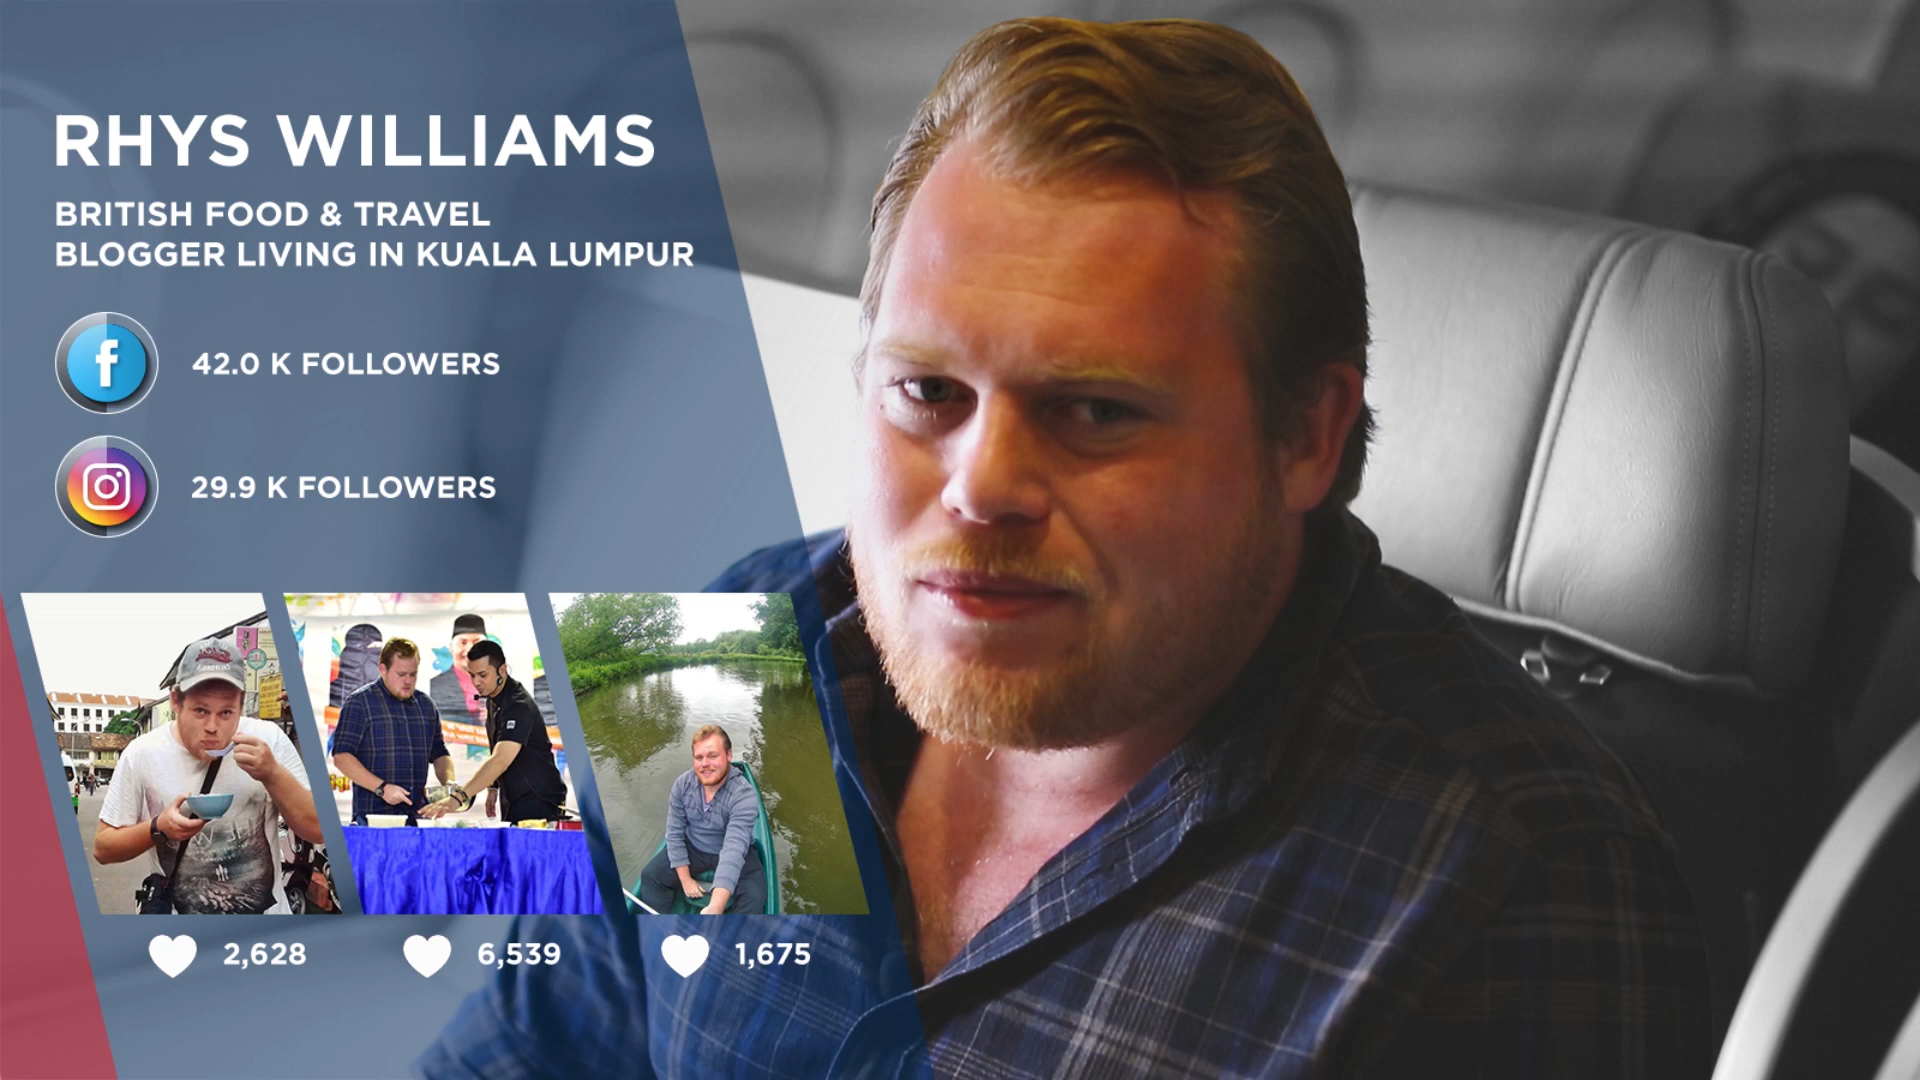 RHYS WILLIAMS
BRITISH FOOD & TRAVEL
BLOGGER LIVING IN KUALA LUMPUR
f
42.0 K FOLLOWERS
29.9 K FOLLOWERS
2,628
6,539
1,675